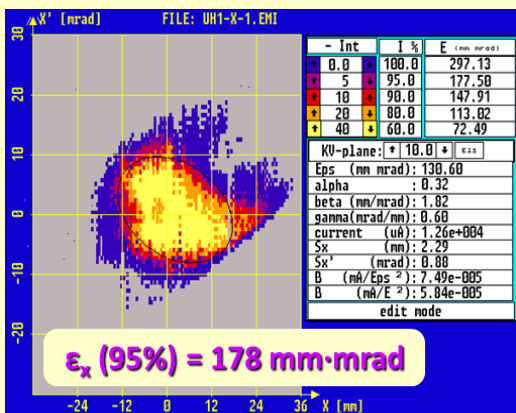 X' [mrad]
FILE: UH1-X-1.EMI
30
20
10
0
-10
-20
-24 -12 0 12 24 36 X [mm]
- Int I % E (mm mrad)
0.0 100.0 297.13
5 95.0 177.50
10 90.0 147.91
20 80.0 113.02
40 60.0 72.49
KV-plane: 10.0 Ells
Eps (mm mrad): 130.60
alpha : 0.32
beta (mm/mrad): 1.82
gamma(mrad/mm): 0.60
current (uA): 1.26e+004
Sx (mm): 2.29
Sx' (mrad): 0.88
B (mA/Eps ²): 7.49e-005
B (mA/E ²): 5.84e-005
edit mode
εx (95%) = 178 mm·mrad